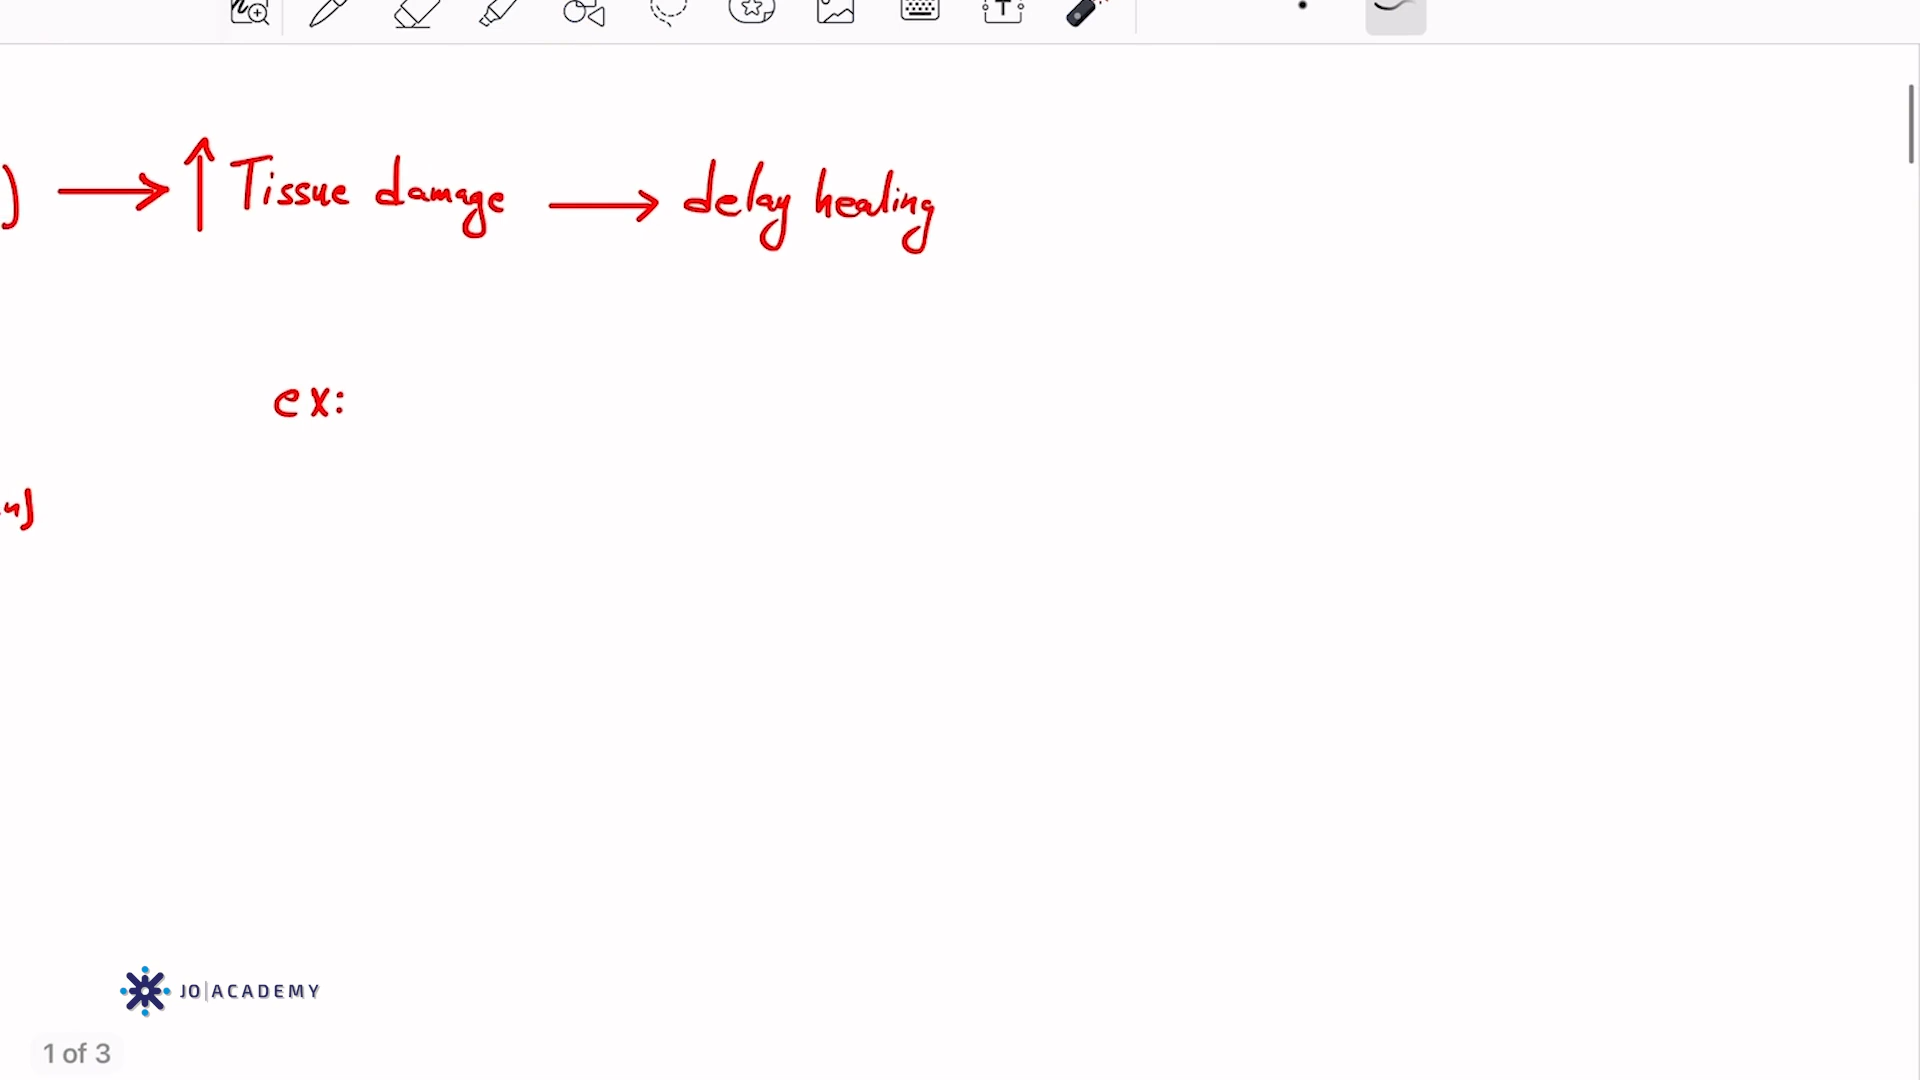 ) → ↑ Tissue damage → delay healing
ex:
JO|ACADEMY
1 of 3